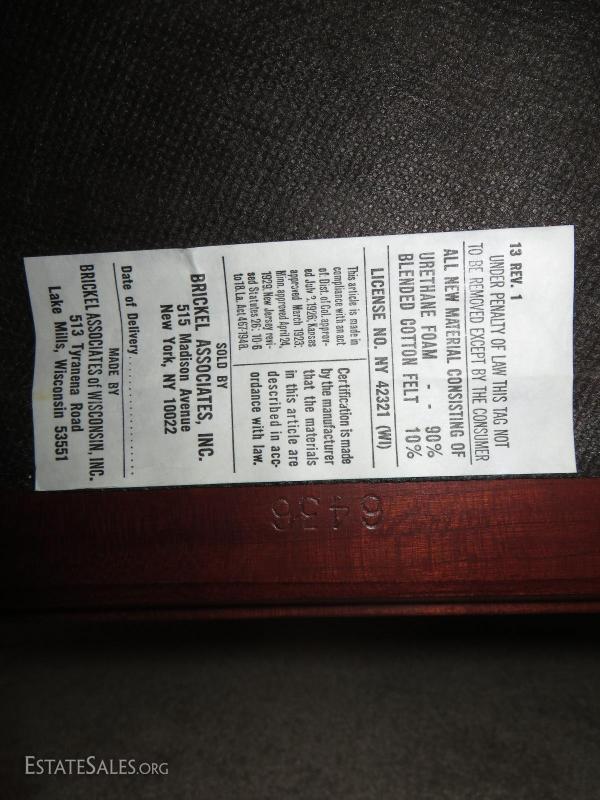 13 REV. 1
UNDER PENALTY OF LAW THIS TAG NOT
TO BE REMOVED EXCEPT BY THE CONSUMER
ALL NEW MATERIAL CONSISTING OF
URETHANE FOAM - - 90%
BLENDED COTTON FELT 10%
LICENSE NO. NY 42321 (WI)
This article is made in
compliance with an act
of: Dist. of Col. approv-
ed July 2, 1926; Kansas
approved March 1923;
Minn. approved April 24,
1929; New Jersey revi-
sed Statutes 26: 10-6
to 18. La. Act. 467-1948.
Certification is made
by the manufacturer
that the materials
in this article are
described in acc-
ordance with law.
SOLD BY
BRICKEL ASSOCIATES, INC.
515 Madison Avenue
New York, NY 10022
Date of Delivery
MADE BY
BRICKEL ASSOCIATES of WISCONSIN, INC.
513 Tyranena Road
Lake Mills, Wisconsin 53551
ESTATESALES.ORG